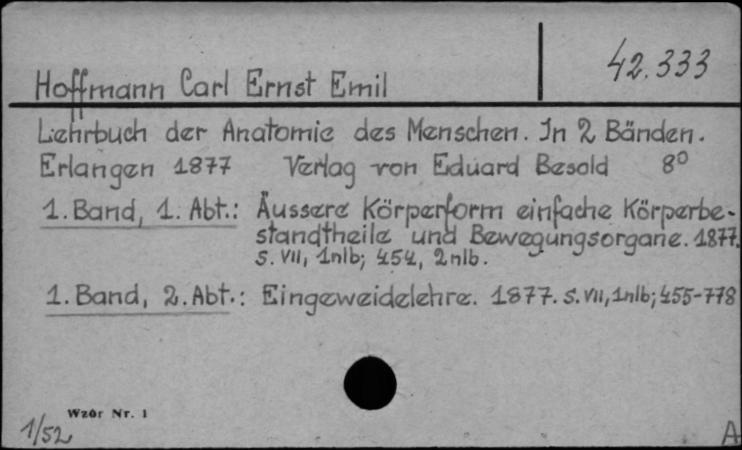 42.333
Hoffmann Carl Ernst Emil
Lehrbuch der Anatomie des Menschen. In 2 Bänden.
Erlangen 1877 Verlag von Eduard Besold 8°
1. Band, 1. Abt.: Äussere Körperform einfache Körperbe-
standtheile und Bewegungsorgane. 1877.
S. VII, 1nlb; 454, 2nlb.
1. Band, 2. Abt.: Eingeweidelehre. 1877. S. VII, 1nlb; 455-778
Wzór Nr. 1
1/52
A